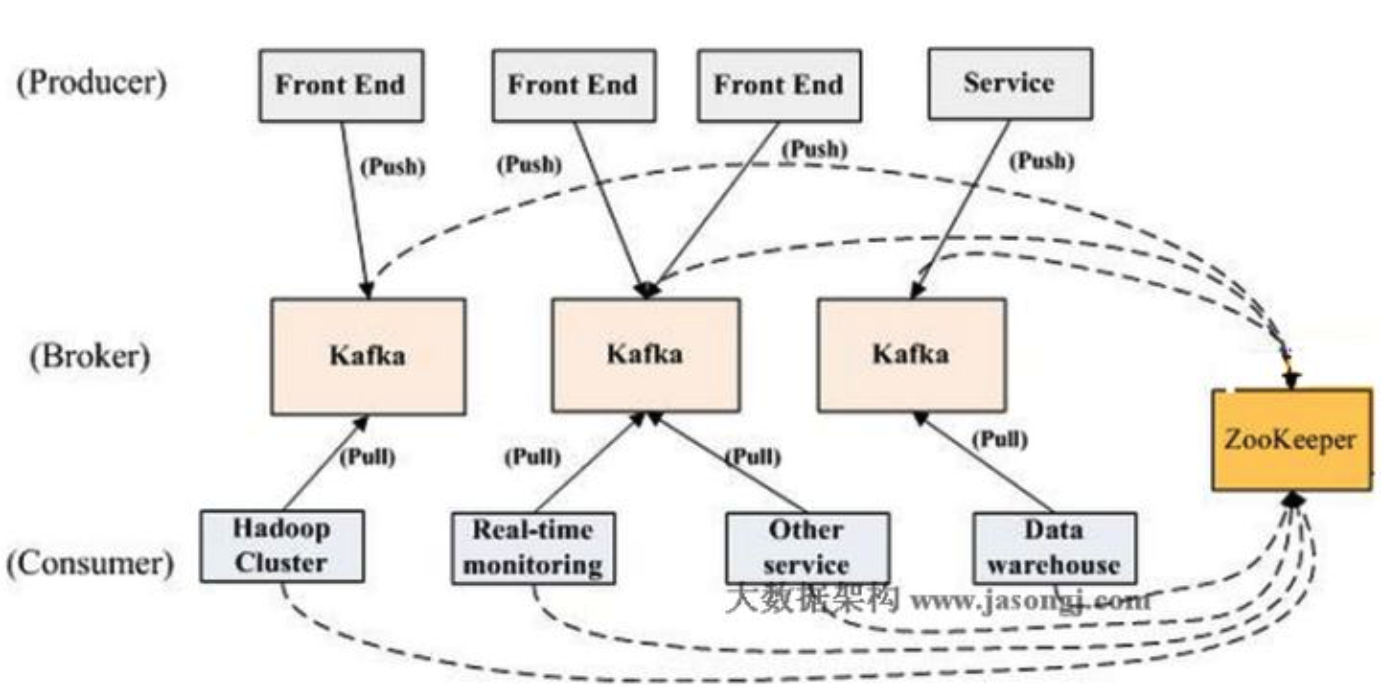 (Producer)
Front End
Front End
Front End
Service
(Push)
(Push)
(Push)
(Push)
(Broker)
Kafka
Kafka
Kafka
ZooKeeper
(Pull)
(Pull)
(Pull)
(Pull)
(Consumer)
Hadoop
Cluster
Real-time
monitoring
Other
service
Data
warehouse
大数据架构 www.jasongj.com